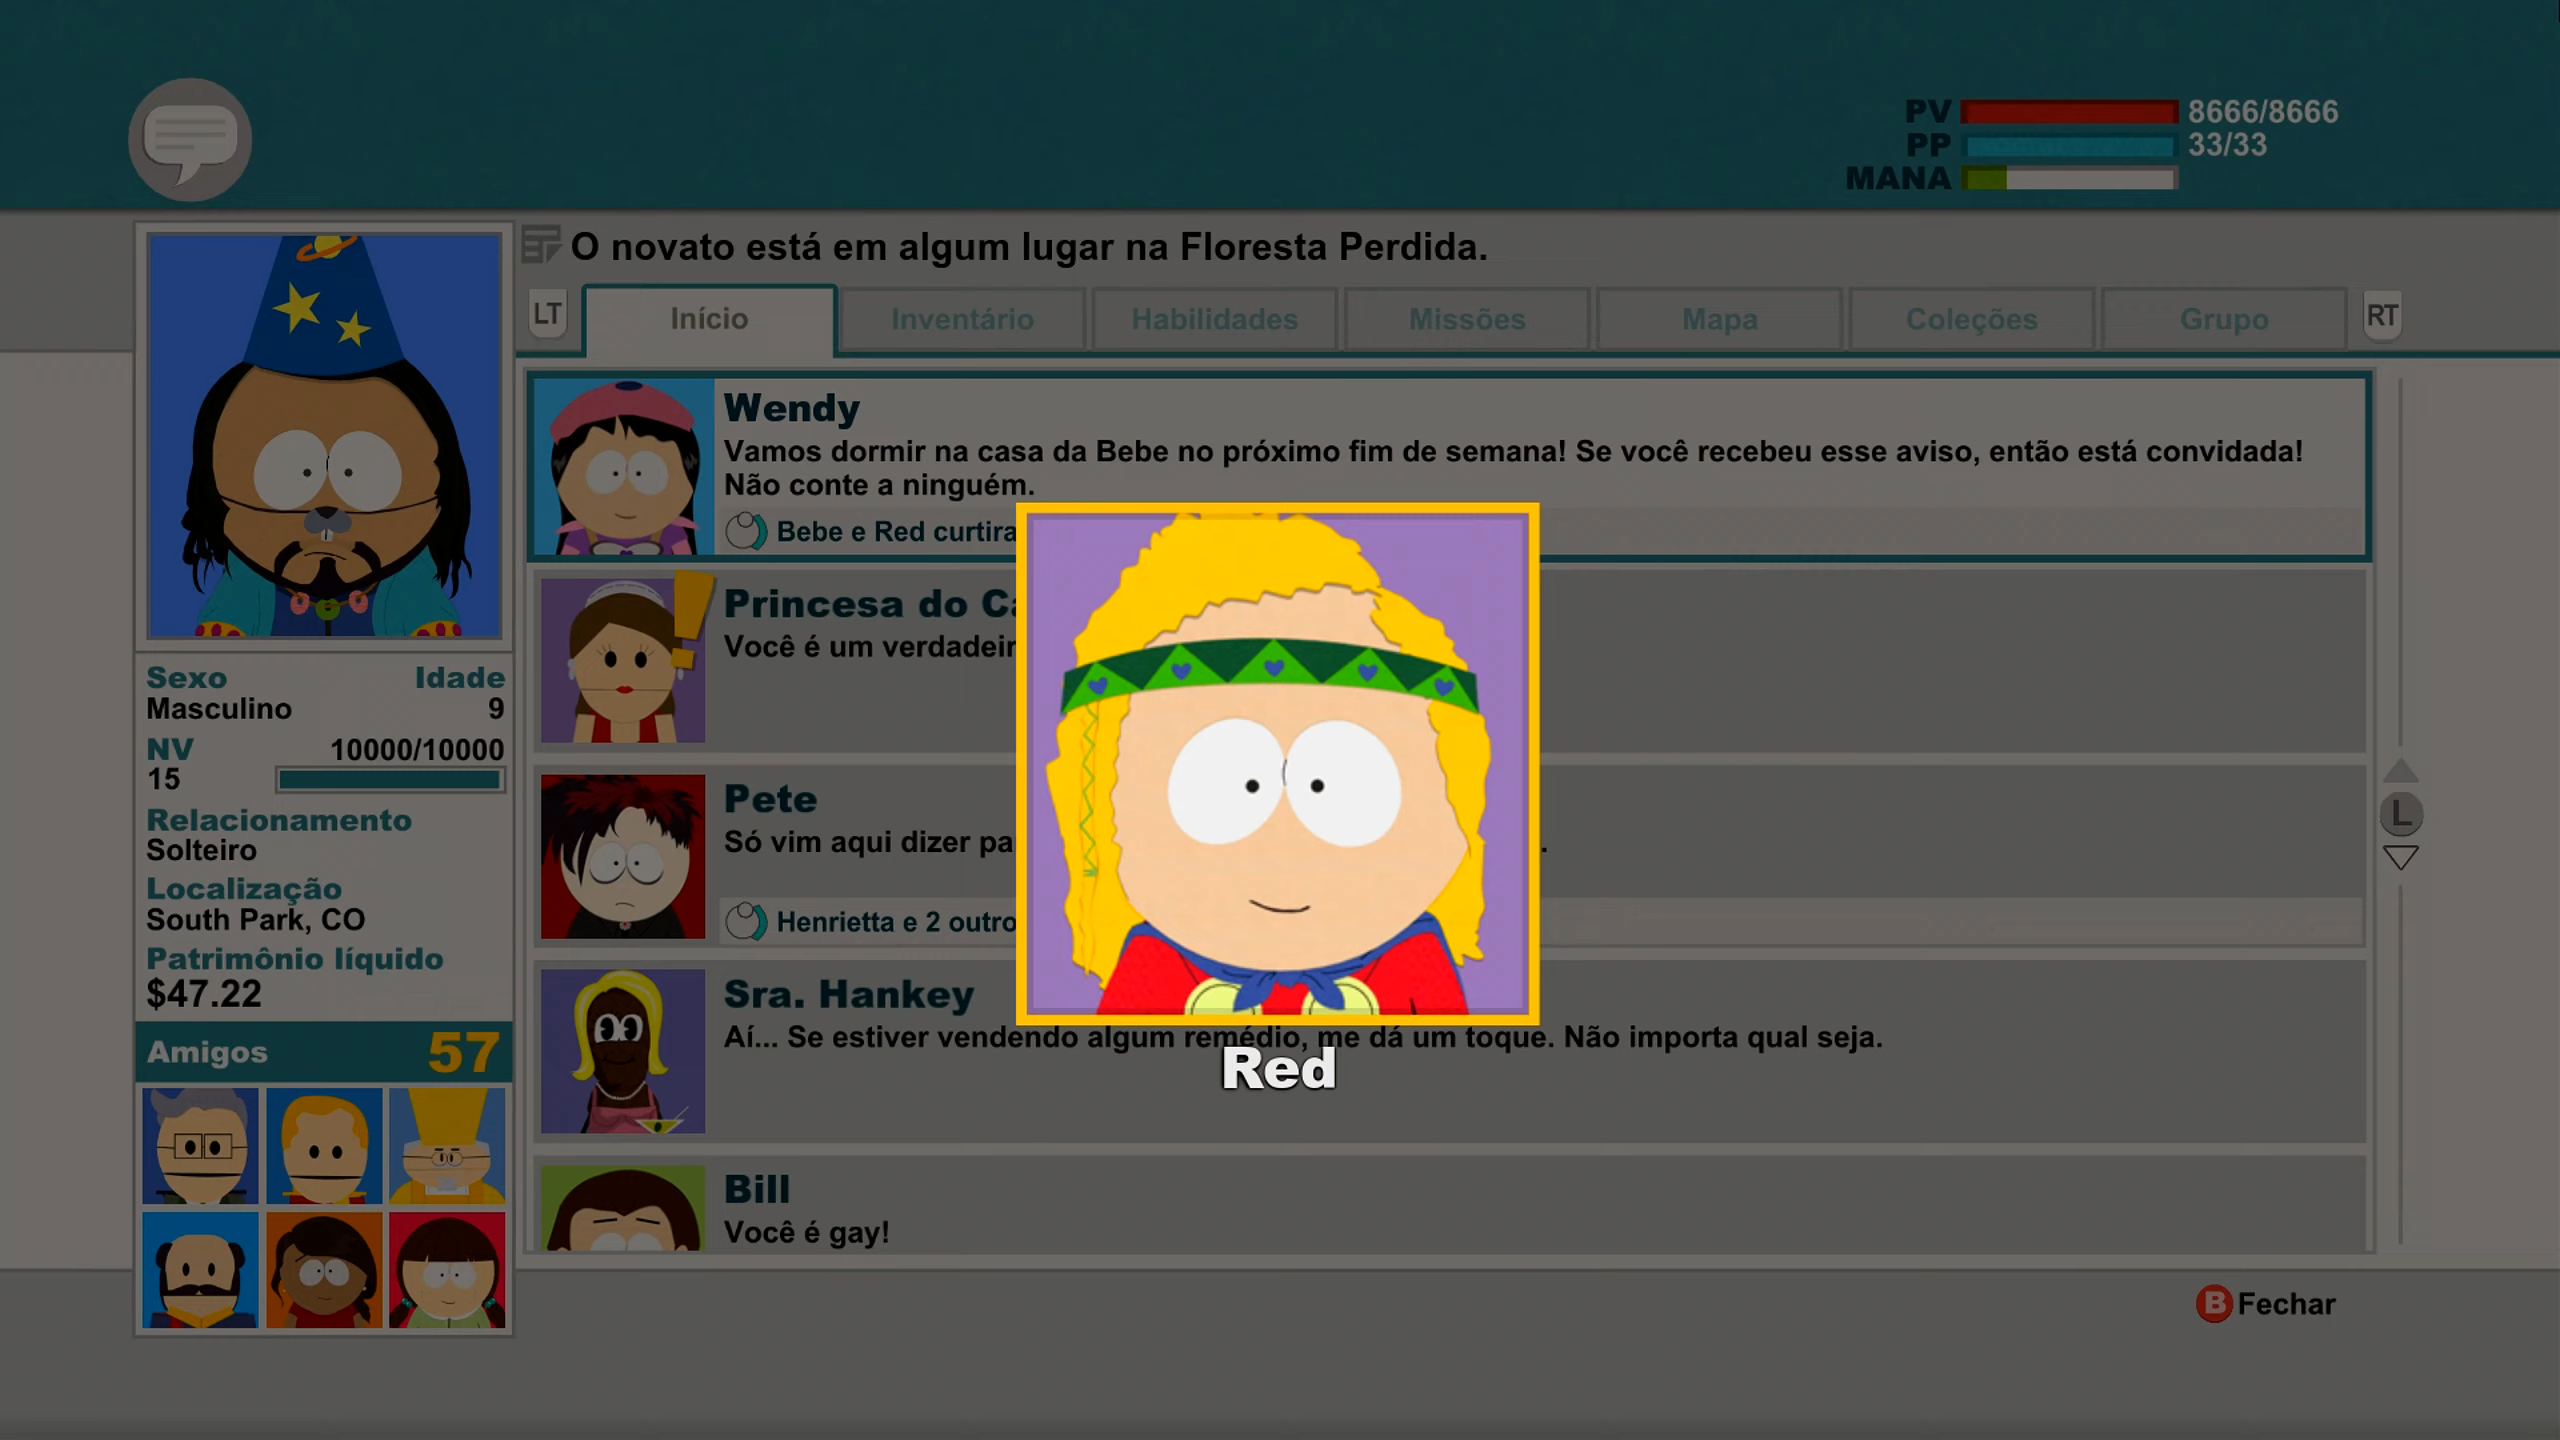 PV 8666/8666
PP 33/33
MANA
O novato está em algum lugar na Floresta Perdida.
LT Início Inventário Habilidades Missões Mapa Coleções Grupo RT
Wendy
Vamos dormir na casa da Bebe no próximo fim de semana! Se você recebeu esse aviso, então está convidada!
Não conte a ninguém.
Bebe e Red curtira
Princesa do Ca
Você é um verdadeir
Pete
Só vim aqui dizer pa
.
Henrietta e 2 outro
Sra. Hankey
Aí... Se estiver vendendo algum remédio, me dá um toque. Não importa qual seja.
Red
Bill
Você é gay!
Sexo Idade
Masculino 9
NV 10000/10000
15
Relacionamento
Solteiro
Localização
South Park, CO
Patrimônio líquido
$47.22
Amigos 57
L
B Fechar